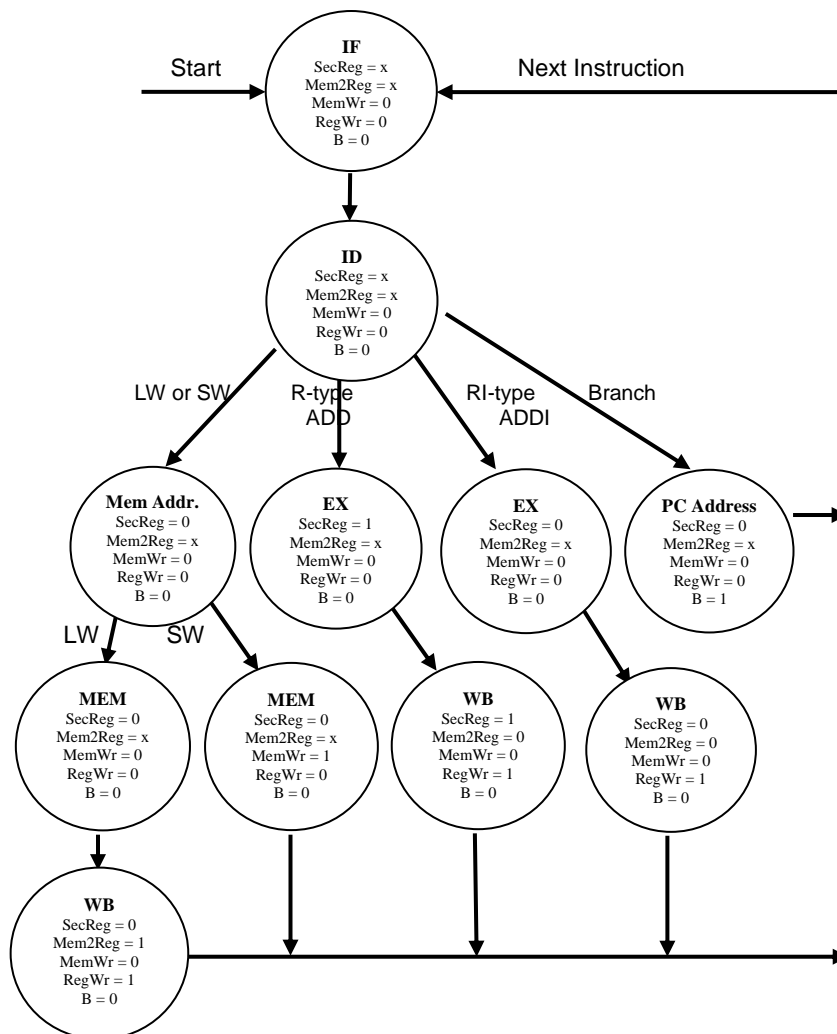 Start
IF
SecReg = x
Mem2Reg = x
MemWr = 0
RegWr = 0
B = 0
Next Instruction
ID
SecReg = x
Mem2Reg = x
MemWr = 0
RegWr = 0
B = 0
LW or SW
R-type
ADD
RI-type
ADDI
Branch
Mem Addr.
SecReg = 0
Mem2Reg = x
MemWr = 0
RegWr = 0
B = 0
EX
SecReg = 1
Mem2Reg = x
MemWr = 0
RegWr = 0
B = 0
EX
SecReg = 0
Mem2Reg = x
MemWr = 0
RegWr = 0
B = 0
PC Address
SecReg = 0
Mem2Reg = x
MemWr = 0
RegWr = 0
B = 1
LW
SW
MEM
SecReg = 0
Mem2Reg = x
MemWr = 0
RegWr = 0
B = 0
MEM
SecReg = 0
Mem2Reg = x
MemWr = 1
RegWr = 0
B = 0
WB
SecReg = 1
Mem2Reg = 0
MemWr = 0
RegWr = 1
B = 0
WB
SecReg = 0
Mem2Reg = 0
MemWr = 0
RegWr = 1
B = 0
WB
SecReg = 0
Mem2Reg = 1
MemWr = 0
RegWr = 1
B = 0